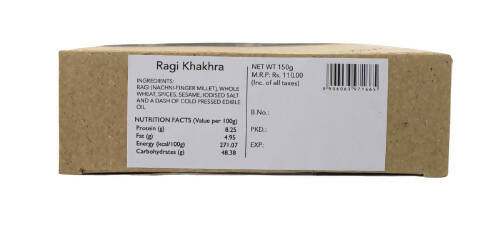 Ragi Khakhra
INGREDIENTS:
RAGI (NACHNI-FINGER MILLET), WHOLE
WHEAT, SPICES, SESAME, IODISED SALT
AND A DASH OF COLD PRESSED EDIBLE
OIL
NUTRITION FACTS (Value per 100g)
Protein (g) 8.25
Fat (g) 4.95
Energy (kcal/100g) 271.07
Carbohydrates (g) 48.38
NET WT 150g
M.R.P: Rs. 110.00
(Inc. of all taxes)
B.No.:
PKD.:
EXP: